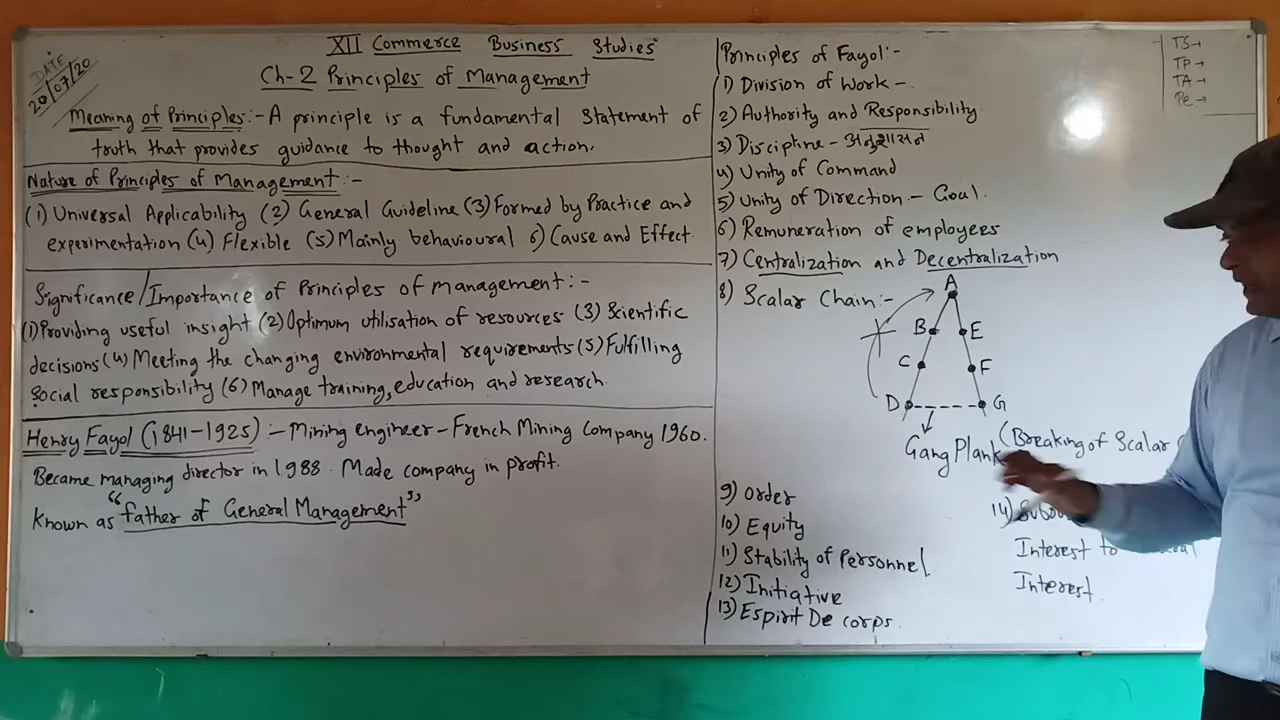 DATE
20/07/20
XII Commerce Business Studies
Ch-2 Principles of Management
Meaning of Principles:- A principle is a fundamental statement of
truth that provides guidance to thought and action.
Nature of Principles of Management:-
(1) Universal Applicability (2) General Guideline (3) Formed by Practice and
experimentation (4) Flexible (5) Mainly behavioural 6) Cause and Effect.
Significance/Importance of Principles of management:-
(1) Providing useful insight (2) Optimum utilisation of resources (3) Scientific
decisions (4) Meeting the changing environmental requirements (5) Fulfilling
Social responsibility (6) Manage training, education and research.
Henry Fayol (1841-1925):- Mining engineer - French Mining Company 1960.
Became managing director in 1988. Made company in profit.
Known as "father of General Management"
Principles of Fayol:-
1) Division of Work -
2) Authority and Responsibility.
3) Discipline - अनुशासन
4) Unity of Command
5) Unity of Direction - Goal.
6) Remuneration of employees
7) Centralization and Decentralization
8) Scalar Chain:-
A
B E
C F
D G
Gang Plank (Breaking of Scalar
9) Order
10) Equity
11) Stability of Personnel.
12) Initiative
13) Espirt De corps.
14)
Interest to
Interest.
TS→
TP→
TA→
Pe→